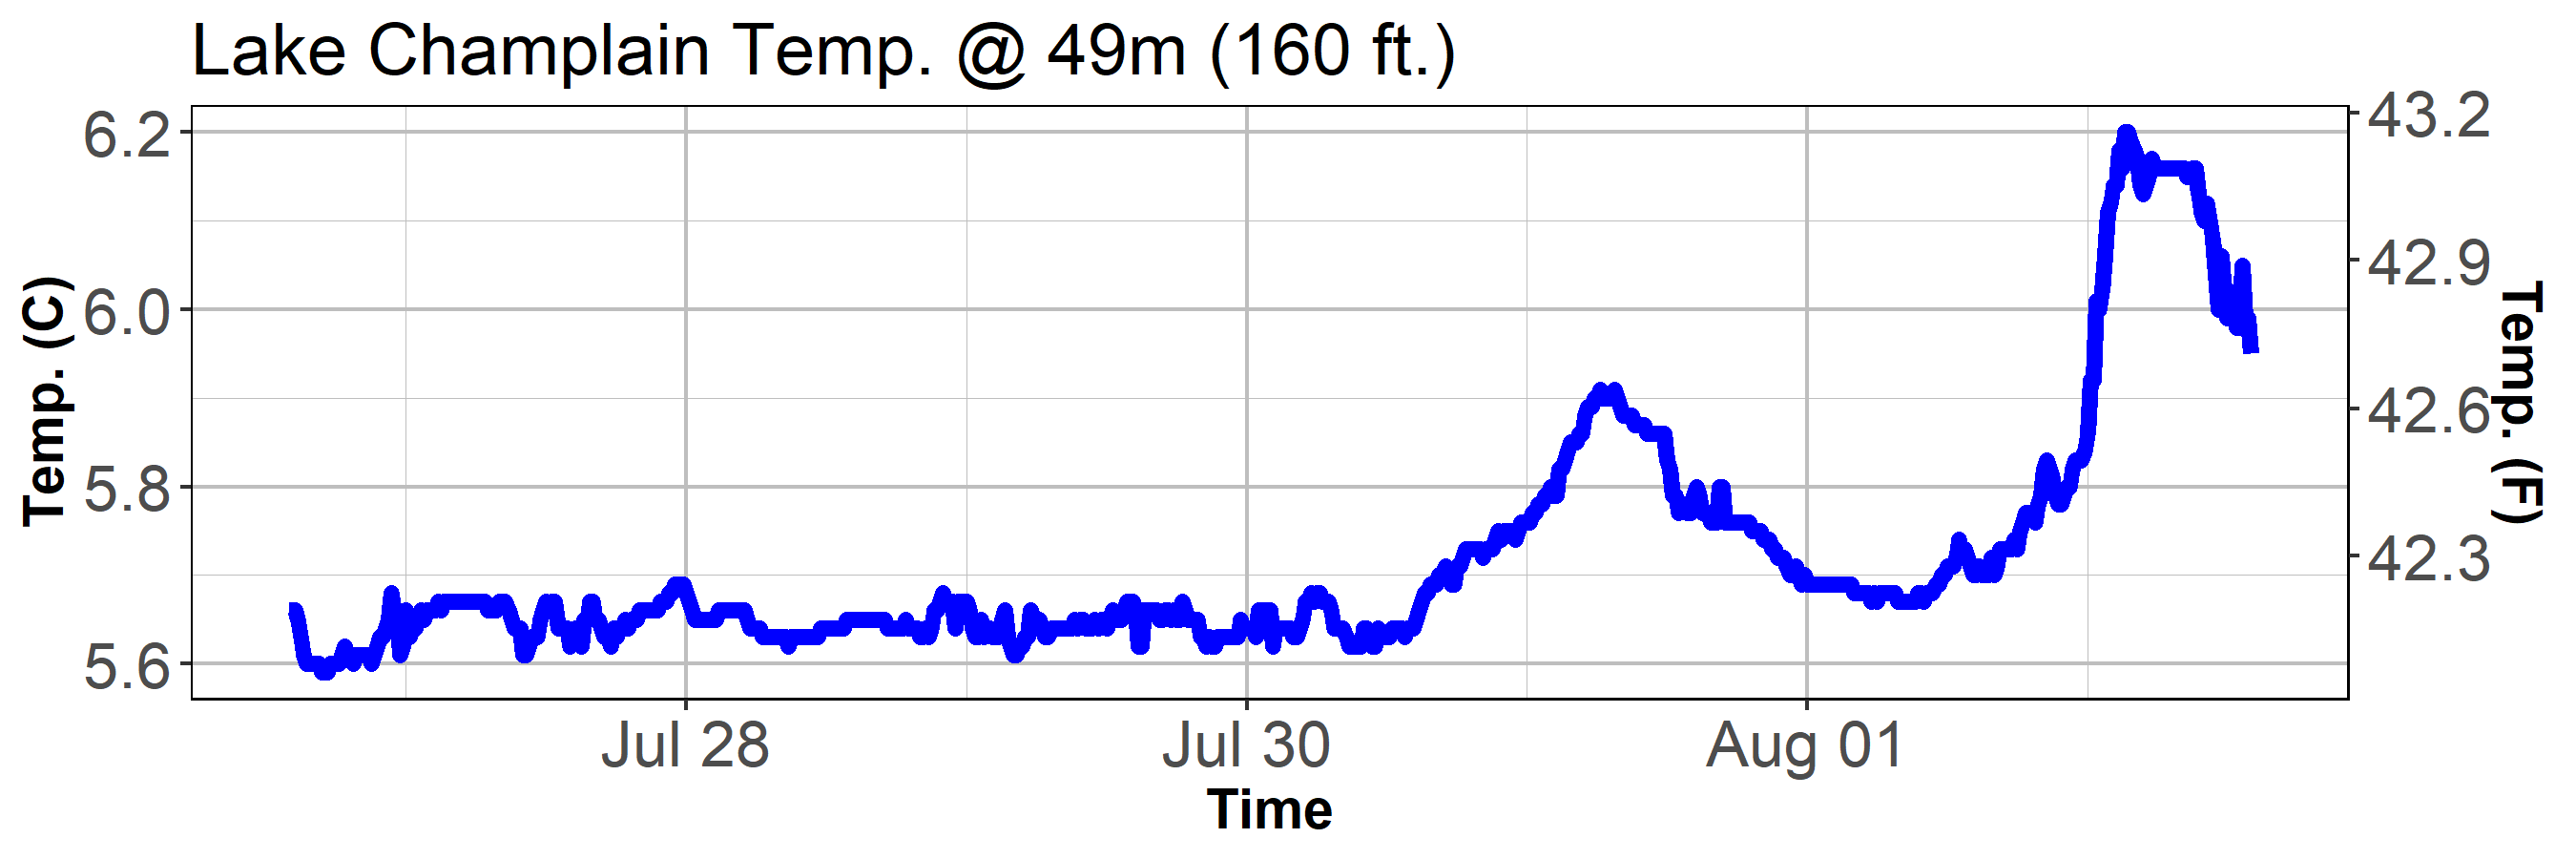 Lake Champlain Temp. @ 49m (160 ft.)
6.2
6.0
5.8
5.6
Temp. (C)
43.2
42.9
42.6
42.3
Temp. (F)
Jul 28
Jul 30
Aug 01
Time